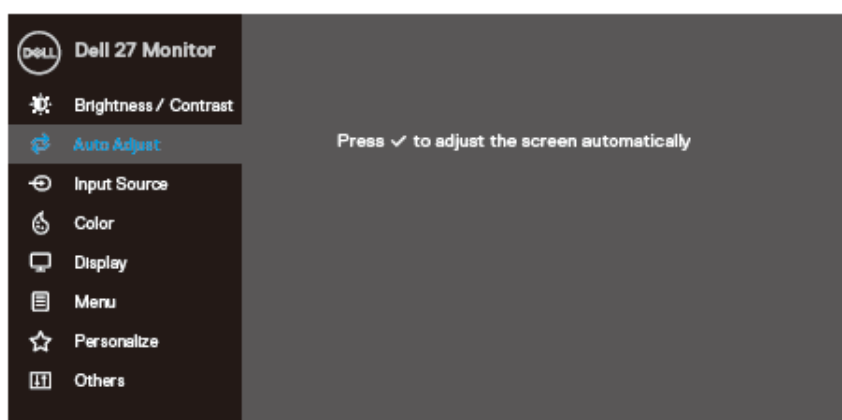 DELL Dell 27 Monitor
Brightness / Contrast
Auto Adjust
Press ✓ to adjust the screen automatically
Input Source
Color
Display
Menu
Personalize
Others